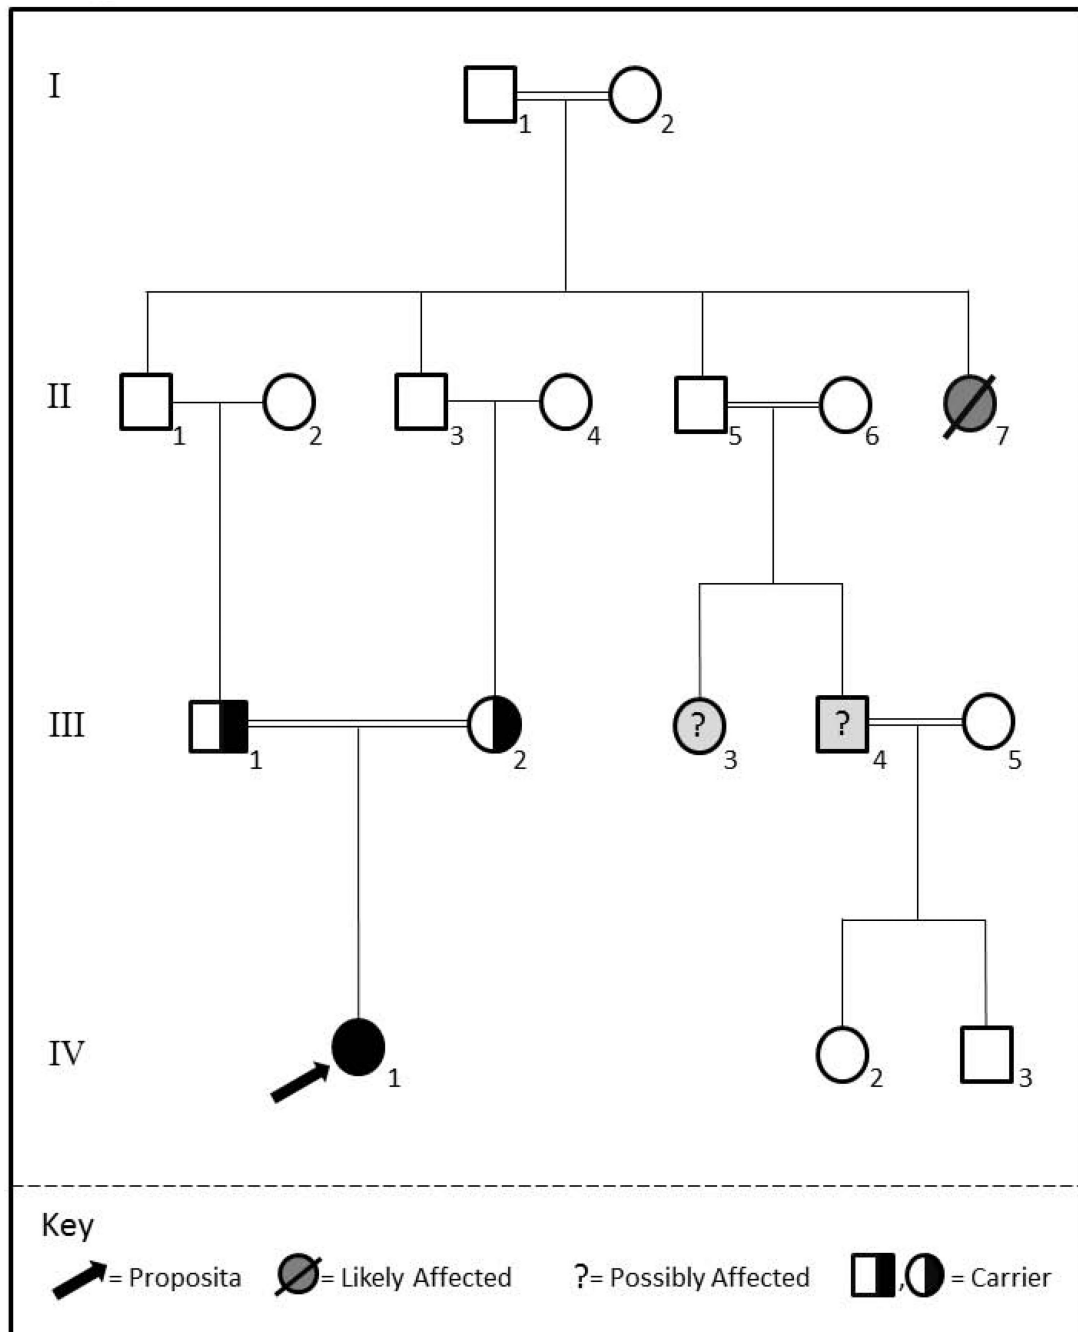 I
1 2
II
1 2 3 4 5 6 7
? ?
III
1 2 3 4 5
IV
1 2 3
Key
= Proposita = Likely Affected ?= Possibly Affected , = Carrier